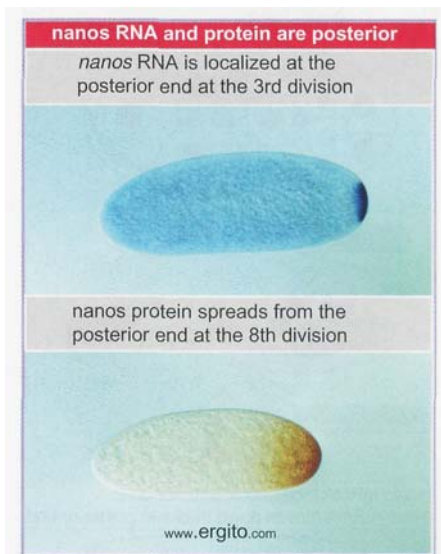 nanos RNA and protein are posterior
nanos RNA is localized at the
posterior end at the 3rd division
nanos protein spreads from the
posterior end at the 8th division
www.ergito.com